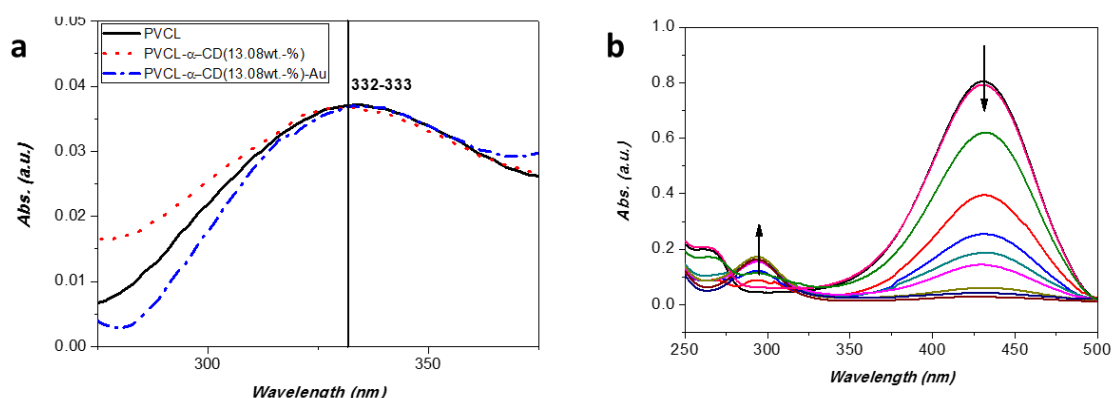 a
0.05
0.04
0.03
0.02
0.01
0.00
Abs. (a.u.)
PVCL
PVCL-α–CD(13.08wt.-%)
PVCL-α–CD(13.08wt.-%)-Au
332-333
300
350
Wavelength (nm)
b
1.0
0.8
0.6
0.4
0.2
0.0
Abs. (a.u.)
250
300
350
400
450
500
Wavelength (nm)